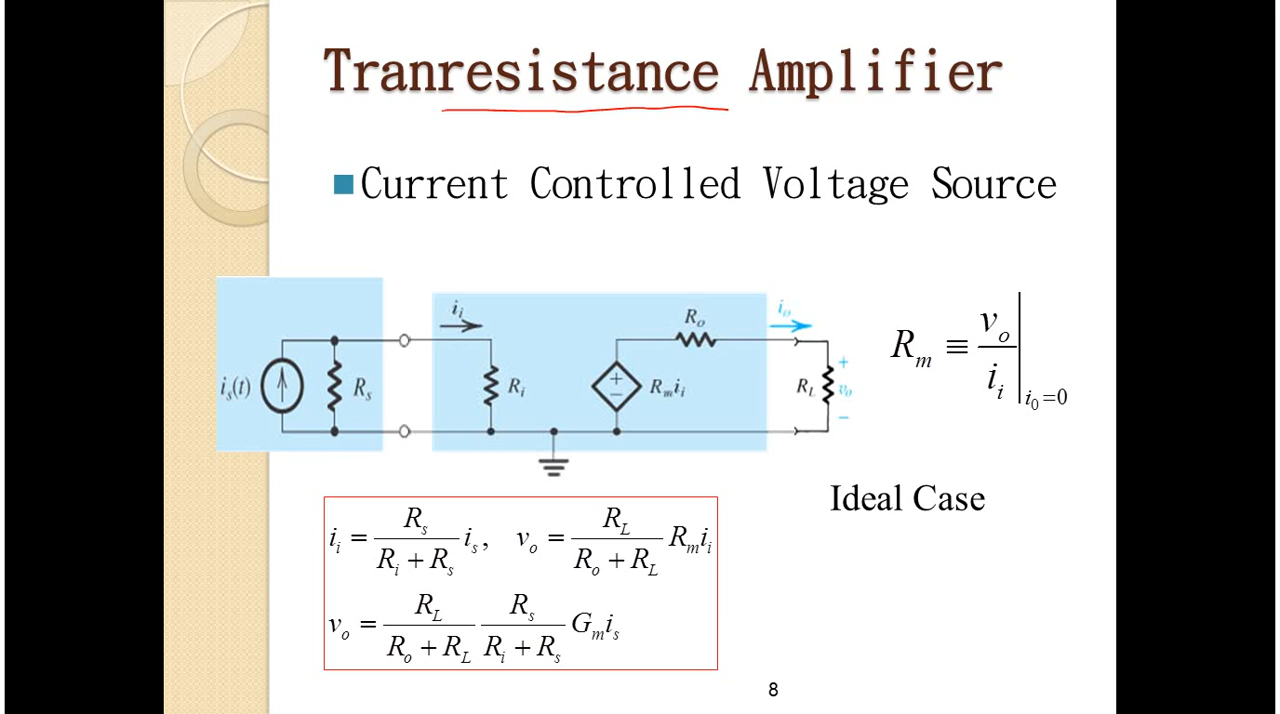 Tranresistance Amplifier
Current Controlled Voltage Source
i_i
R_o
i_o
i_s(t)
R_s
R_i
+
−
R_m i_i
R_L
+
v_o
−
R_m ≡ v_o / i_i |_{i_0=0}
Ideal Case
i_i = R_s / (R_i + R_s) i_s, v_o = R_L / (R_o + R_L) R_m i_i
v_o = R_L / (R_o + R_L) R_s / (R_i + R_s) G_m i_s
8